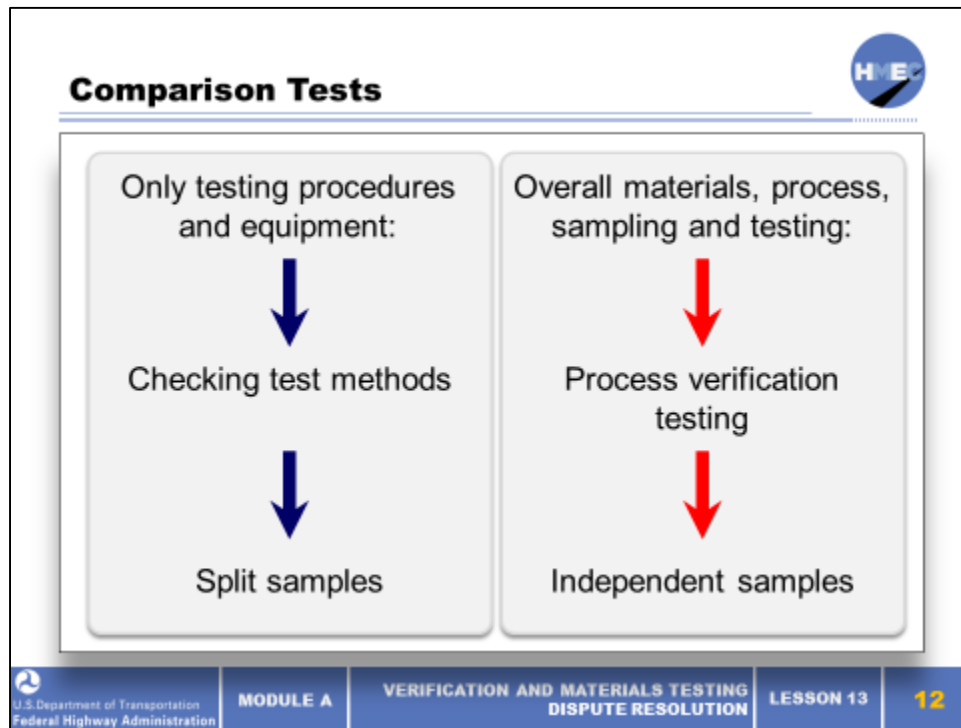 Comparison Tests
HMEC
Only testing procedures
and equipment:
Checking test methods
Split samples
Overall materials, process,
sampling and testing:
Process verification
testing
Independent samples
U.S.Department of Transportation
Federal Highway Administration
MODULE A
VERIFICATION AND MATERIALS TESTING
DISPUTE RESOLUTION
LESSON 13
12